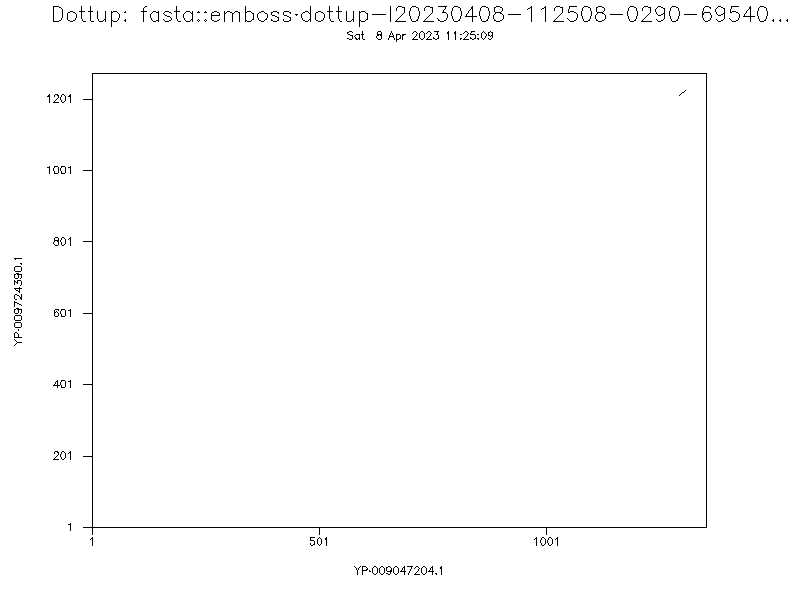 Dottup: fasta::emboss-dottup-I20230408-112508-0290-69540...
Sat 8 Apr 2023 11:25:09
1201
1001
801
601
401
201
1
YP-009724390.1
1 501 1001
YP-009047204.1